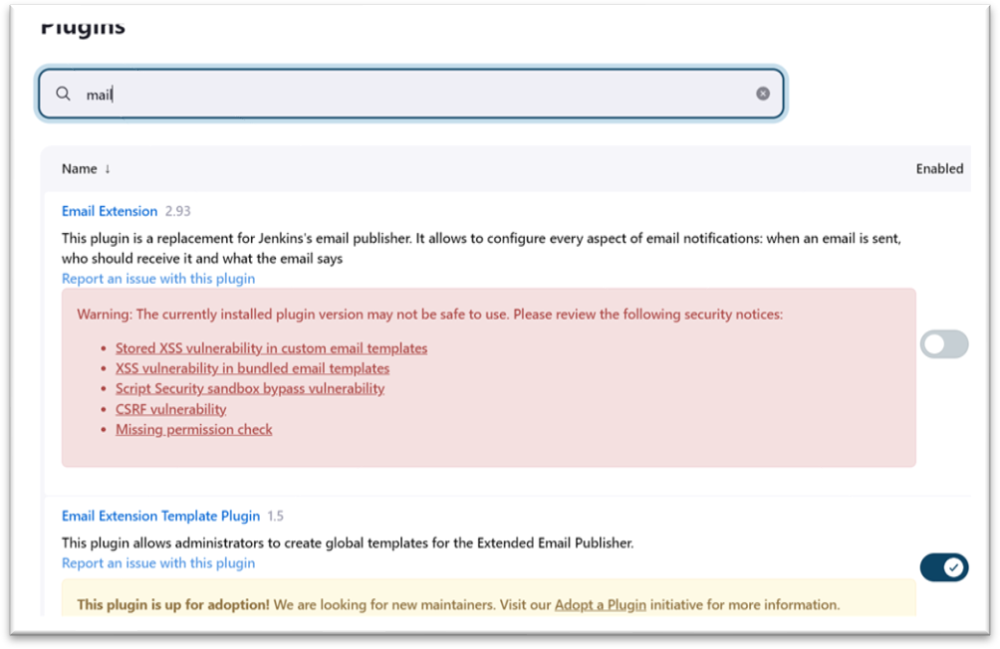 Plugins
mail
Name ↓
Enabled
Email Extension 2.93
This plugin is a replacement for Jenkins's email publisher. It allows to configure every aspect of email notifications: when an email is sent,
who should receive it and what the email says
Report an issue with this plugin
Warning: The currently installed plugin version may not be safe to use. Please review the following security notices:
• Stored XSS vulnerability in custom email templates
• XSS vulnerability in bundled email templates
• Script Security sandbox bypass vulnerability
• CSRF vulnerability
• Missing permission check
Email Extension Template Plugin 1.5
This plugin allows administrators to create global templates for the Extended Email Publisher.
Report an issue with this plugin
This plugin is up for adoption! We are looking for new maintainers. Visit our Adopt a Plugin initiative for more information.